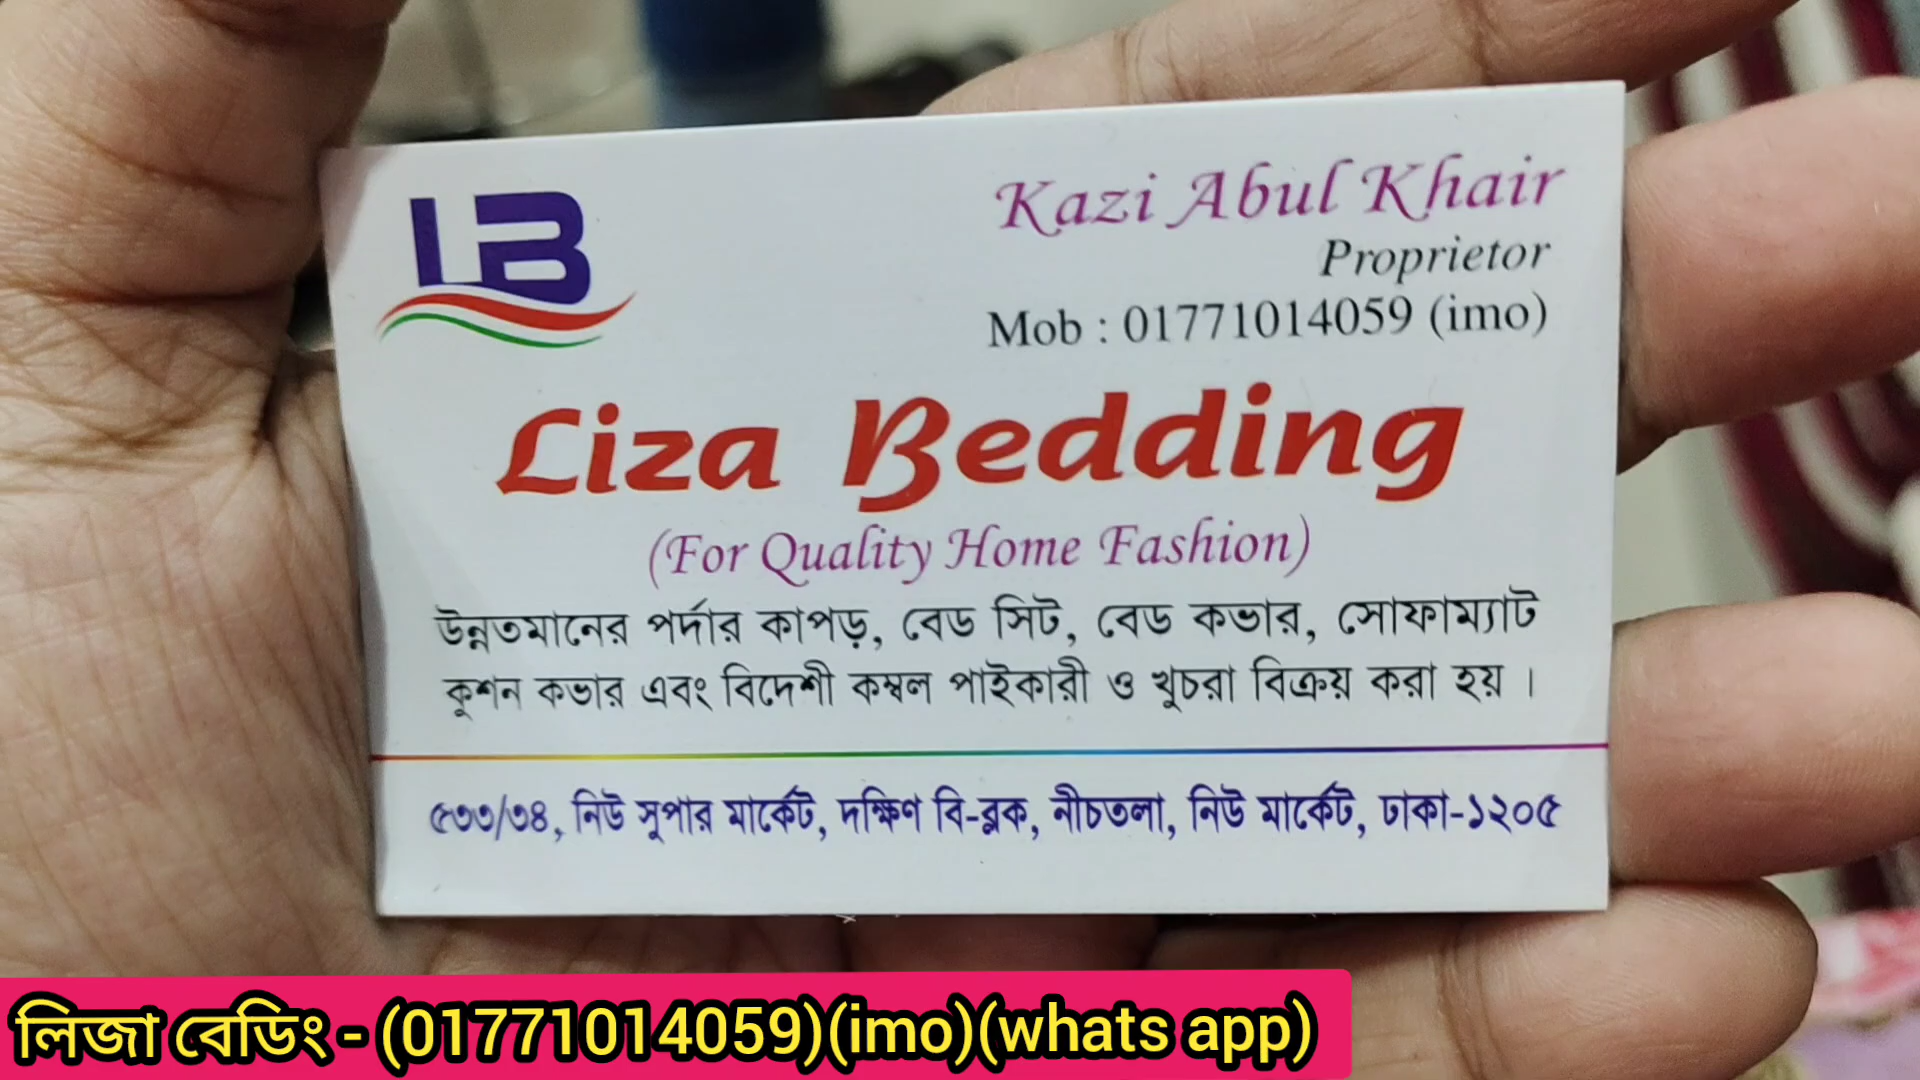 LB
Kazi Abul Khair
Proprietor
Mob : 01771014059 (imo)
Liza Bedding
(For Quality Home Fashion)
উন্নতমানের পর্দার কাপড়, বেড সিট, বেড কভার, সোফাম্যাট
কুশন কভার এবং বিদেশী কম্বল পাইকারী ও খুচরা বিক্রয় করা হয় ।
৫৩৩/৩৪, নিউ সুপার মার্কেট, দক্ষিণ বি-ব্লক, নীচতলা, নিউ মার্কেট, ঢাকা-১২০৫
লিজা বেডিং - (01771014059)(imo)(whats app)